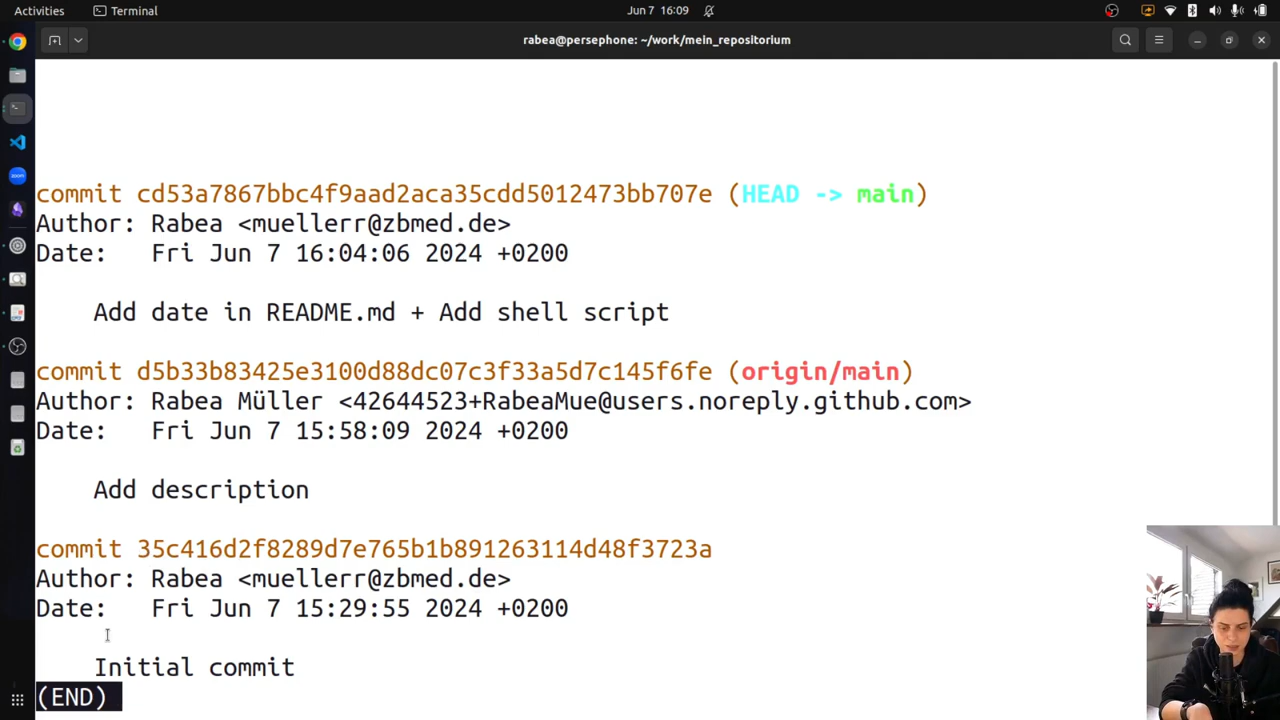 Activities Terminal Jun 7 16:09
rabea@persephone: ~/work/mein_repositorium
commit cd53a7867bbc4f9aad2aca35cdd5012473bb707e (HEAD -> main)
Author: Rabea <muellerr@zbmed.de>
Date:   Fri Jun 7 16:04:06 2024 +0200
Add date in README.md + Add shell script
commit d5b33b83425e3100d88dc07c3f33a5d7c145f6fe (origin/main)
Author: Rabea Müller <42644523+RabeaMue@users.noreply.github.com>
Date:   Fri Jun 7 15:58:09 2024 +0200
Add description
commit 35c416d2f8289d7e765b1b891263114d48f3723a
Author: Rabea <muellerr@zbmed.de>
Date:   Fri Jun 7 15:29:55 2024 +0200
Initial commit
(END)